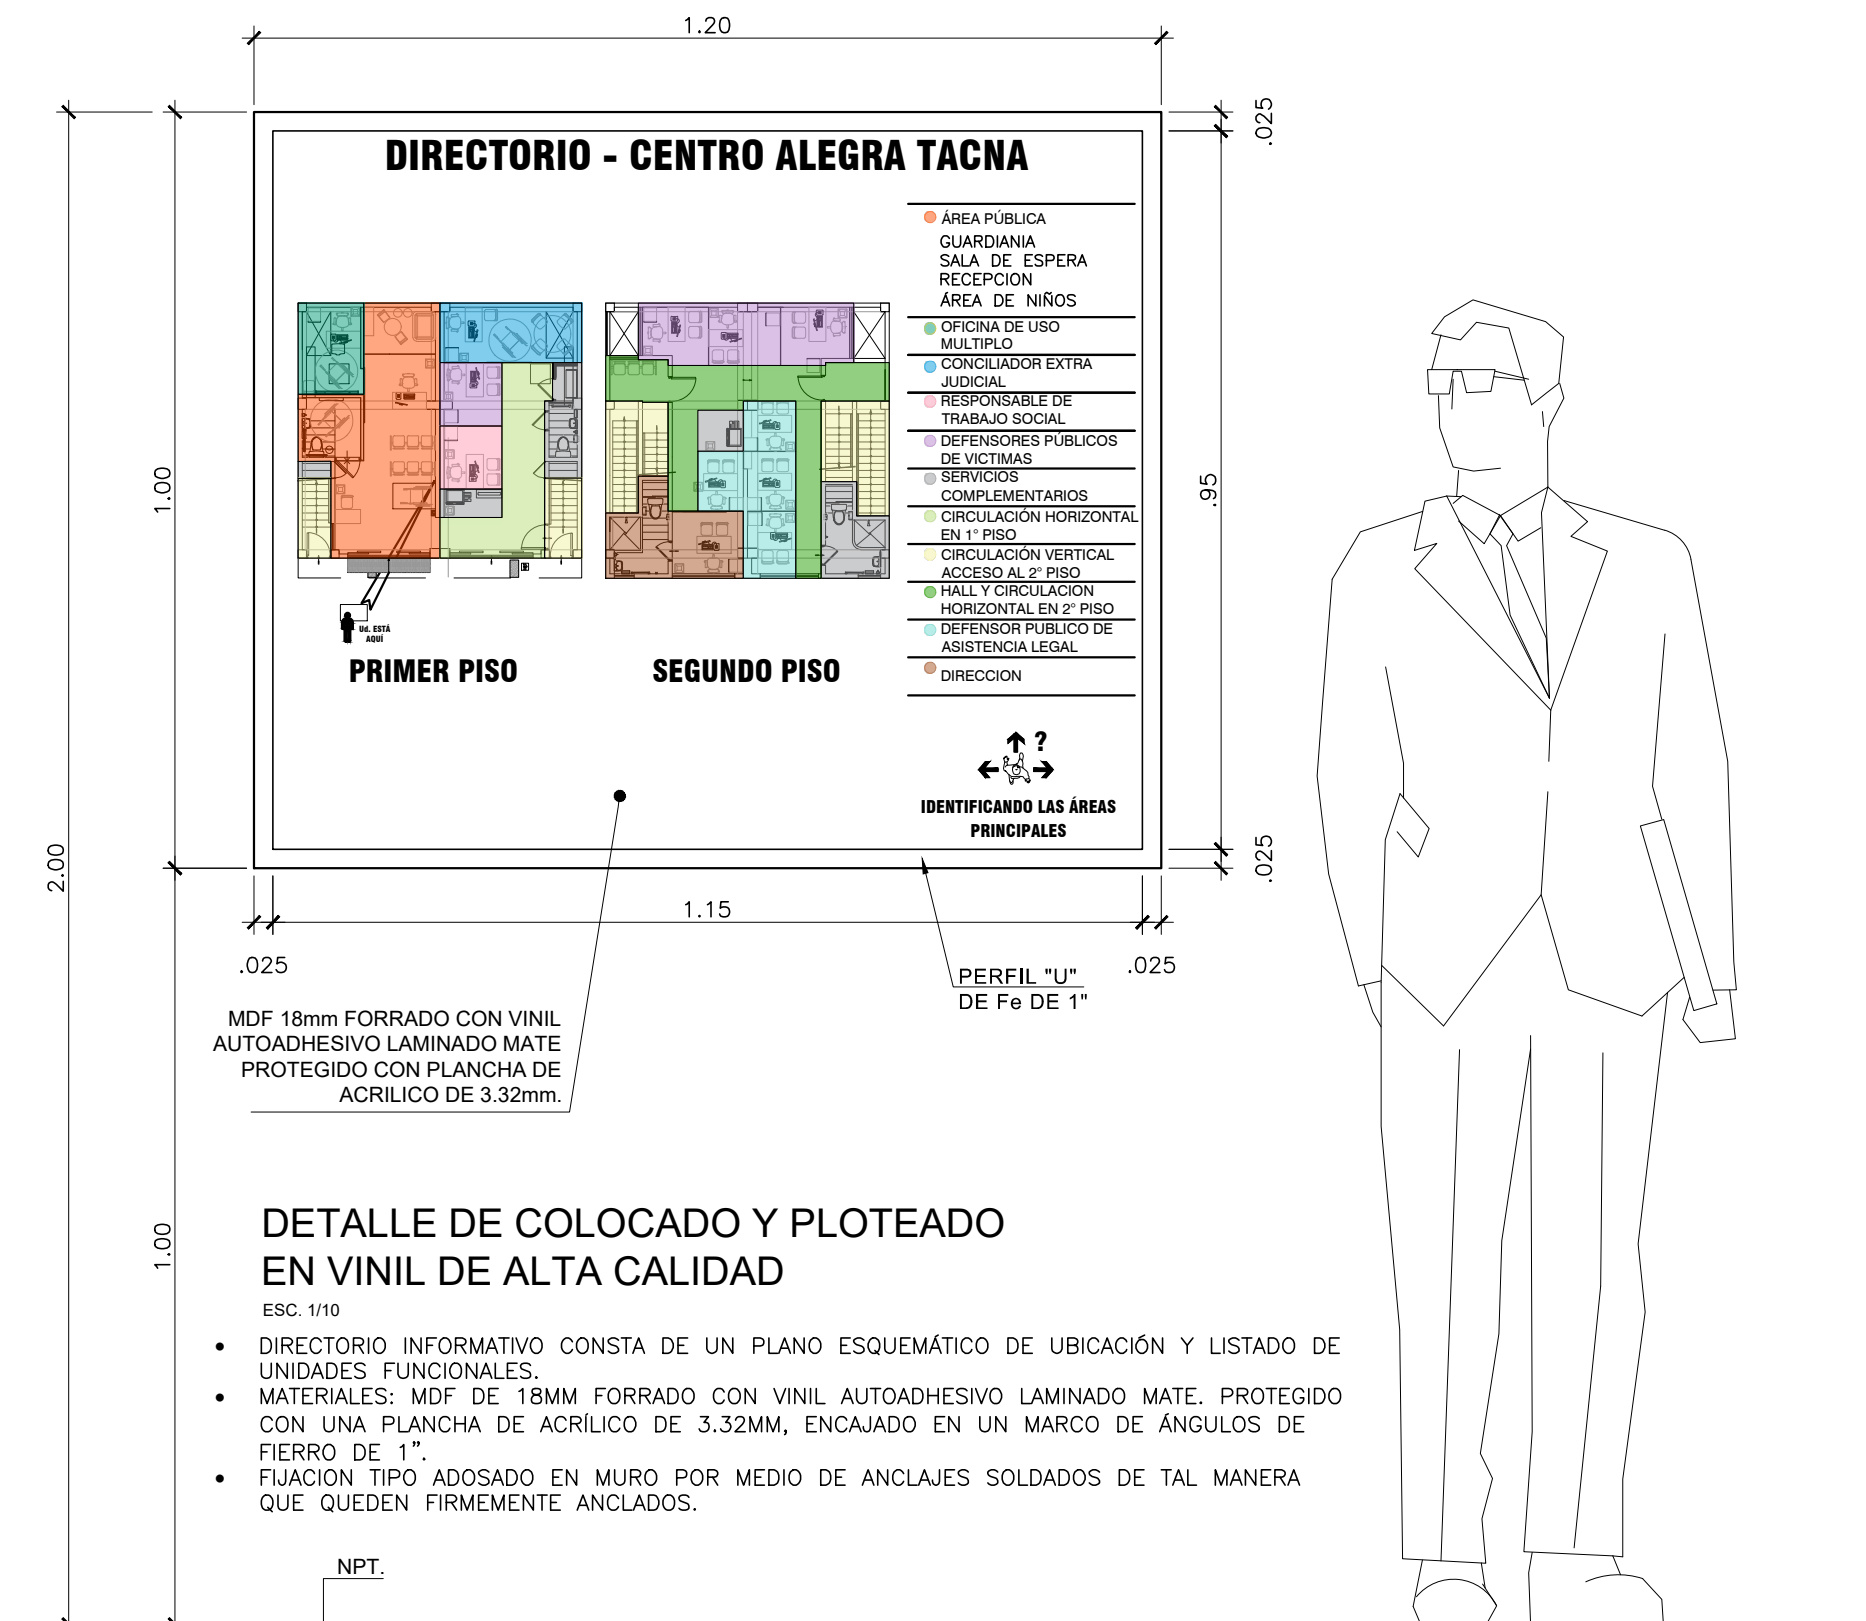 1.20
.025
DIRECTORIO - CENTRO ALEGRA TACNA
ÁREA PÚBLICA
GUARDIANIA
SALA DE ESPERA
RECEPCION
ÁREA DE NIÑOS
OFICINA DE USO
MULTIPLO
CONCILIADOR EXTRA
JUDICIAL
RESPONSABLE DE
TRABAJO SOCIAL
DEFENSORES PÚBLICOS
DE VICTIMAS
SERVICIOS
COMPLEMENTARIOS
CIRCULACIÓN HORIZONTAL
EN 1° PISO
CIRCULACIÓN VERTICAL
ACCESO AL 2° PISO
HALL Y CIRCULACION
HORIZONTAL EN 2° PISO
DEFENSOR PUBLICO DE
ASISTENCIA LEGAL
DIRECCION
Ud. ESTÁ
AQUÍ
PRIMER PISO
SEGUNDO PISO
?
IDENTIFICANDO LAS ÁREAS
PRINCIPALES
1.00
.95
2.00
.025
1.15
.025
.025
PERFIL "U"
DE Fe DE 1"
MDF 18mm FORRADO CON VINIL
AUTOADHESIVO LAMINADO MATE
PROTEGIDO CON PLANCHA DE
ACRILICO DE 3.32mm.
1.00
DETALLE DE COLOCADO Y PLOTEADO
EN VINIL DE ALTA CALIDAD
ESC. 1/10
• DIRECTORIO INFORMATIVO CONSTA DE UN PLANO ESQUEMÁTICO DE UBICACIÓN Y LISTADO DE
UNIDADES FUNCIONALES.
• MATERIALES: MDF DE 18MM FORRADO CON VINIL AUTOADHESIVO LAMINADO MATE. PROTEGIDO
CON UNA PLANCHA DE ACRÍLICO DE 3.32MM, ENCAJADO EN UN MARCO DE ÁNGULOS DE
FIERRO DE 1”.
• FIJACION TIPO ADOSADO EN MURO POR MEDIO DE ANCLAJES SOLDADOS DE TAL MANERA
QUE QUEDEN FIRMEMENTE ANCLADOS.
NPT.